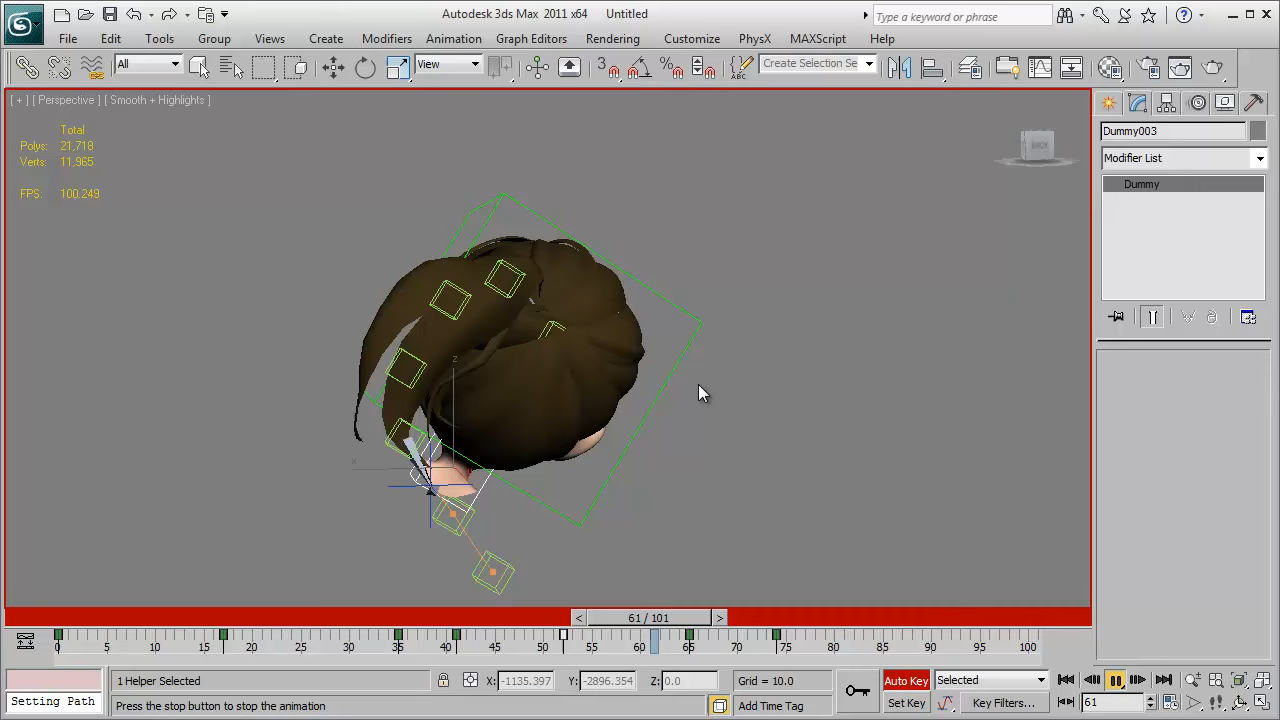 Autodesk 3ds Max 2011 x64 Untitled
Type a keyword or phrase
File Edit Tools Group Views Create Modifiers Animation Graph Editors Rendering Customize PhysX MAXScript Help
All View 3 Create Selection Se
[ + ] [ Perspective ] [ Smooth + Highlights ]
Dummy003
Modifier List
Dummy
Total
Polys: 21,718
Verts: 11,965
FPS: 100.249
z
x
< 61 / 101 >
0 5 10 15 20 25 30 35 40 45 50 55 60 65 70 75 80 85 90 95 100
1 Helper Selected X: -1135.397 Y: -2896.354 Z: 0.0 Grid = 10.0 Auto Key Selected
Setting Path Press the stop button to stop the animation Add Time Tag Set Key Key Filters... 61